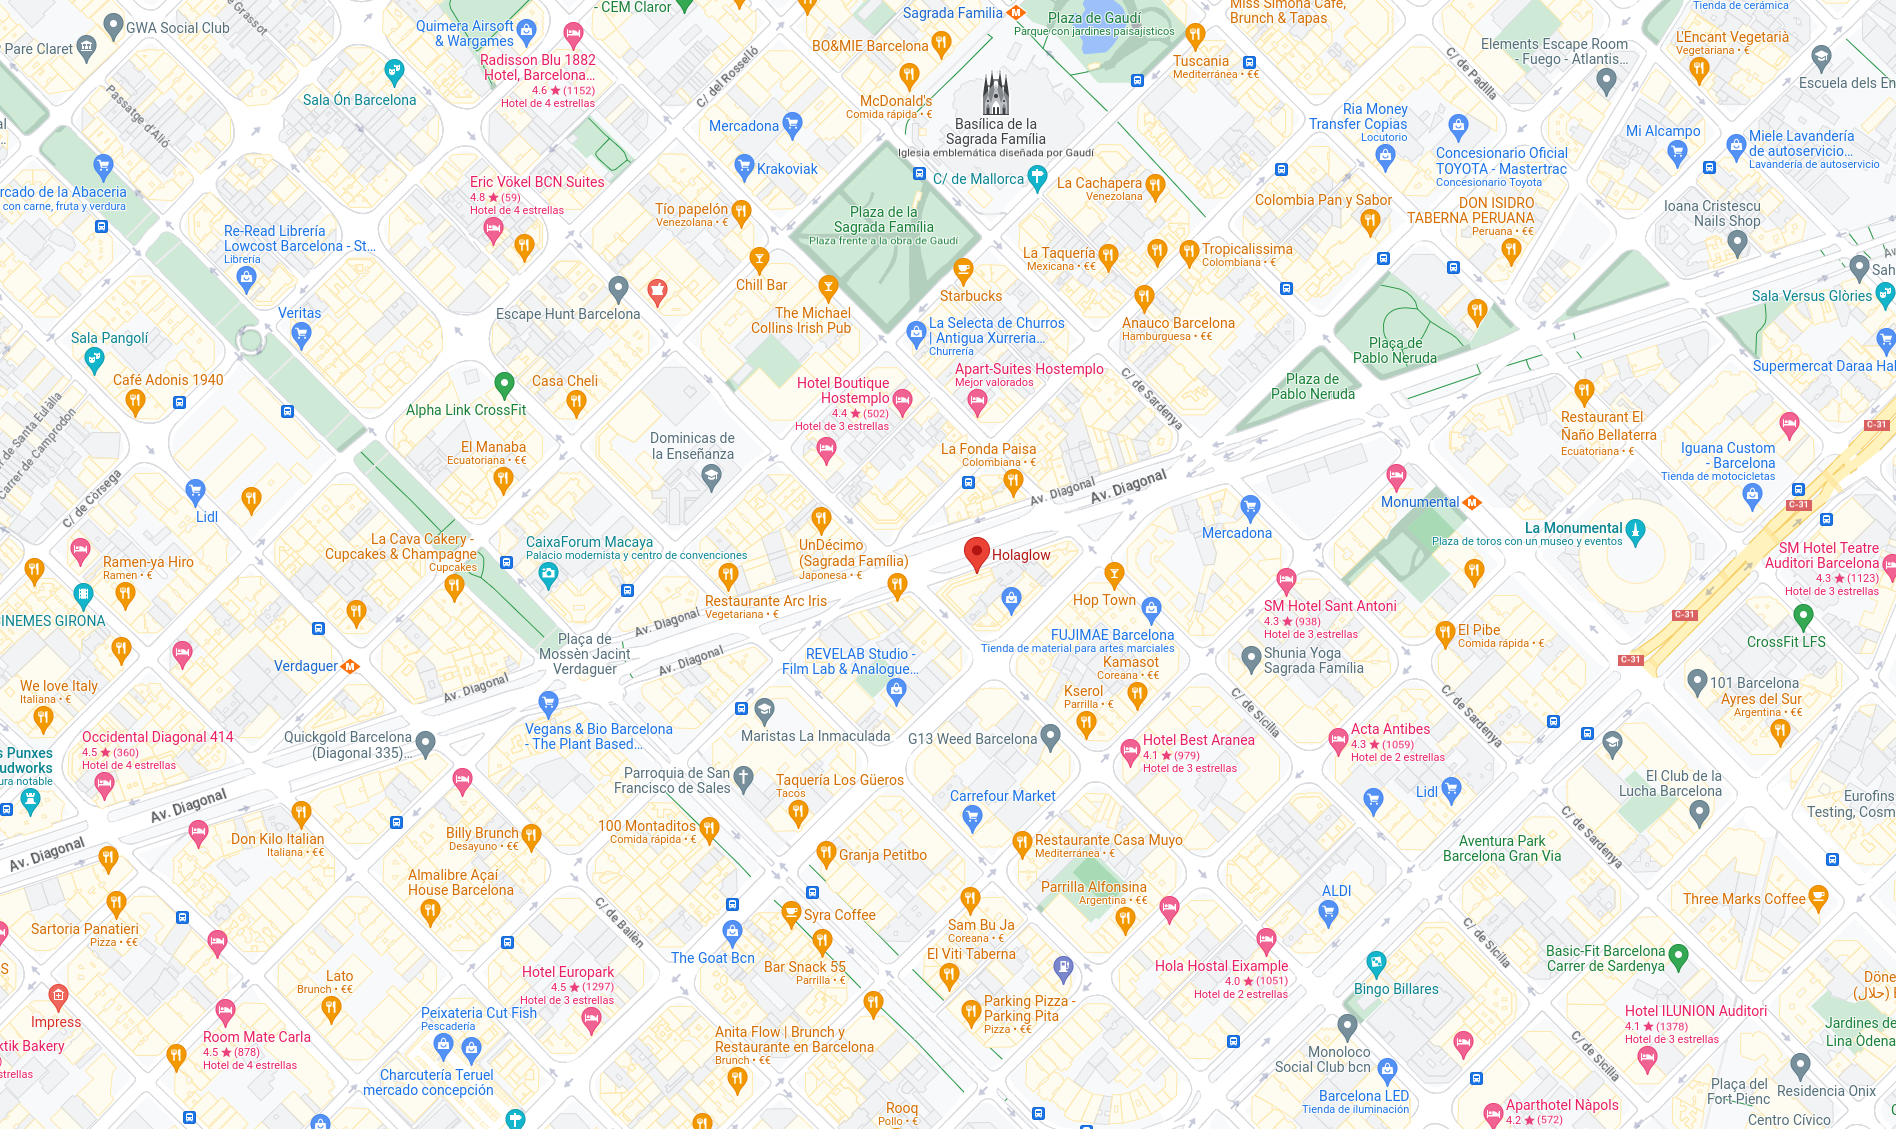 - CEM Claror
GWA Social Club
Pare Claret
Quimera Airsoft
& Wargames
Radisson Blu 1882
Hotel, Barcelona...
4.6 ★ (1152)
Hotel de 4 estrellas
Sala Ón Barcelona
Passatge d'Alió
C/ del Rosselló
BO&MIE Barcelona
McDonald's
Comida rápida • €
Mercadona
Krakoviak
Sagrada Familia
Plaza de Gaudí
Parque con jardines paisajísticos
Tuscania
Mediterránea • €€
Miss Simona Café,
Brunch & Tapas
Tienda de cerámica
L'Encant Vegetarià
Vegetariana • €
Elements Escape Room
- Fuego - Atlantis...
Escuela dels En
C/ de Padilla
Basílica de la
Sagrada Família
Iglesia emblemática diseñada por Gaudí
Ria Money
Transfer Copias
Locutorio
Concesionario Oficial
TOYOTA - Mastertrac
Concesionario Toyota
Mi Alcampo
Miele Lavandería
de autoservicio...
Lavandería de autoservicio
rcado de la Abaceria
con carne, fruta y verdura
Eric Vökel BCN Suites
4.8 ★ (59)
Hotel de 4 estrellas
Tío papelón
Venezolana • €
C/ de Mallorca
La Cachapera
Venezolana
Colombia Pan y Sabor
DON ISIDRO
TABERNA PERUANA
Peruana • €€
Ioana Cristescu
Nails Shop
Plaza de la
Sagrada Família
Plaza frente a la obra de Gaudí
Re-Read Librería
Lowcost Barcelona - St...
Librería
La Taquería
Mexicana • €€
Tropicalissima
Colombiana • €
Chill Bar
Starbucks
The Michael
Collins Irish Pub
Escape Hunt Barcelona
Veritas
Sala Pangolí
La Selecta de Churros
| Antigua Xurreria...
Churrería
Anauco Barcelona
Hamburguesa • €€
Sala Versus Glòries
Sah
Supermercat Daraa Hal
Plaça de
Pablo Neruda
Plaza de
Pablo Neruda
Café Adonis 1940
Casa Cheli
Alpha Link CrossFit
Hotel Boutique
Hostemplo
4.4 ★ (502)
Hotel de 3 estrellas
Apart-Suites Hostemplo
Mejor valorados
C/ de Sardenya
Restaurant El
Ñaño Bellaterra
Ecuatoriana • €
C-31
Carrer de Camprodon
El Manaba
Ecuatoriana • €€
Dominicas de
la Enseñanza
La Fonda Paisa
Colombiana • €
Iguana Custom
- Barcelona
Tienda de motocicletas
C/ de Còrsega
Lidl
Av. Diagonal
Av. Diagonal
Monumental
C-31
Mercadona
La Monumental
Plaza de toros con un museo y eventos
La Cava Cakery -
Cupcakes & Champagne
Cupcakes
CaixaForum Macaya
Palacio modernista y centro de convenciones
UnDécimo
(Sagrada Família)
Japonesa • €
Holaglow
SM Hotel Teatre
Auditori Barcelona
4.3 ★ (1123)
Hotel de 3 estrellas
Ramen-ya Hiro
Ramen • €
INEMES GIRONA
Restaurante Arc Iris
Vegetariana • €
Hop Town
SM Hotel Sant Antoni
4.3 ★ (938)
Hotel de 3 estrellas
C-31
El Pibe
Comida rápida • €
CrossFit LFS
Av. Diagonal
Plaça de
Mossèn Jacint
Verdaguer
FUJIMAE Barcelona
Tienda de material para artes marciales
Kamasot
Coreana • €€
Shunia Yoga
Sagrada Família
C-31
Verdaguer
Av. Diagonal
REVELAB Studio -
Film Lab & Analogue...
Av. Diagonal
Kserol
Parrilla • €
101 Barcelona
Ayres del Sur
Argentina • €€
We love Italy
Italiana • €
C/ de Sicilia
C/ de Sardenya
Occidental Diagonal 414
4.5 ★ (360)
Hotel de 4 estrellas
Quickgold Barcelona
(Diagonal 335)...
Vegans & Bio Barcelona
- The Plant Based...
Maristas La Inmaculada
G13 Weed Barcelona
Hotel Best Aranea
4.1 ★ (979)
Hotel de 3 estrellas
Acta Antibes
4.3 ★ (1059)
Hotel de 2 estrellas
s Punxes
udworks
ura notable
Parroquia de San
Francisco de Sales
Taquería Los Güeros
Tacos
Carrefour Market
Lidl
El Club de la
Lucha Barcelona
Eurofins
Testing, Cosm
Av. Diagonal
Av. Diagonal
Don Kilo Italian
Italiana • €€
Billy Brunch
Desayuno • €€
100 Montaditos
Comida rápida • €
Granja Petitbo
Restaurante Casa Muyo
Mediterránea • €
Aventura Park
Barcelona Gran Via
C/ de Sardenya
Almalibre Açaí
House Barcelona
Parrilla Alfonsina
Argentina • €€
ALDI
Three Marks Coffee
Sartoria Panatieri
Pizza • €€
C/ de Bailèn
Syra Coffee
Sam Bu Ja
Coreana • €
C/ de Sicilia
The Goat Bcn
Bar Snack 55
Parrilla • €
El Viti Taberna
Hola Hostal Eixample
4.0 ★ (1051)
Hotel de 2 estrellas
Basic-Fit Barcelona
Carrer de Sardenya
Lato
Brunch • €€
Hotel Europark
4.5 ★ (1297)
Hotel de 3 estrellas
Bingo Billares
Döne
(حلال)
Impress
Peixateria Cut Fish
Pescadería
Parking Pizza -
Parking Pita
Pizza • €€
Hotel ILUNION Auditori
4.1 ★ (1378)
Hotel de 3 estrellas
Jardines de
Lina Òdena
ktik Bakery
strellas
Room Mate Carla
4.5 ★ (878)
Hotel de 4 estrellas
Anita Flow | Brunch y
Restaurante en Barcelona
Brunch • €€
Monoloco
Social Club bcn
C/ de Sicilia
Charcutería Teruel
mercado concepción
Barcelona LED
Tienda de iluminación
Plaça del
Fort Pienc
Residencia Onix
Rooq
Pollo • €
Aparthotel Nàpols
4.2 ★ (572)
Centro Cívico